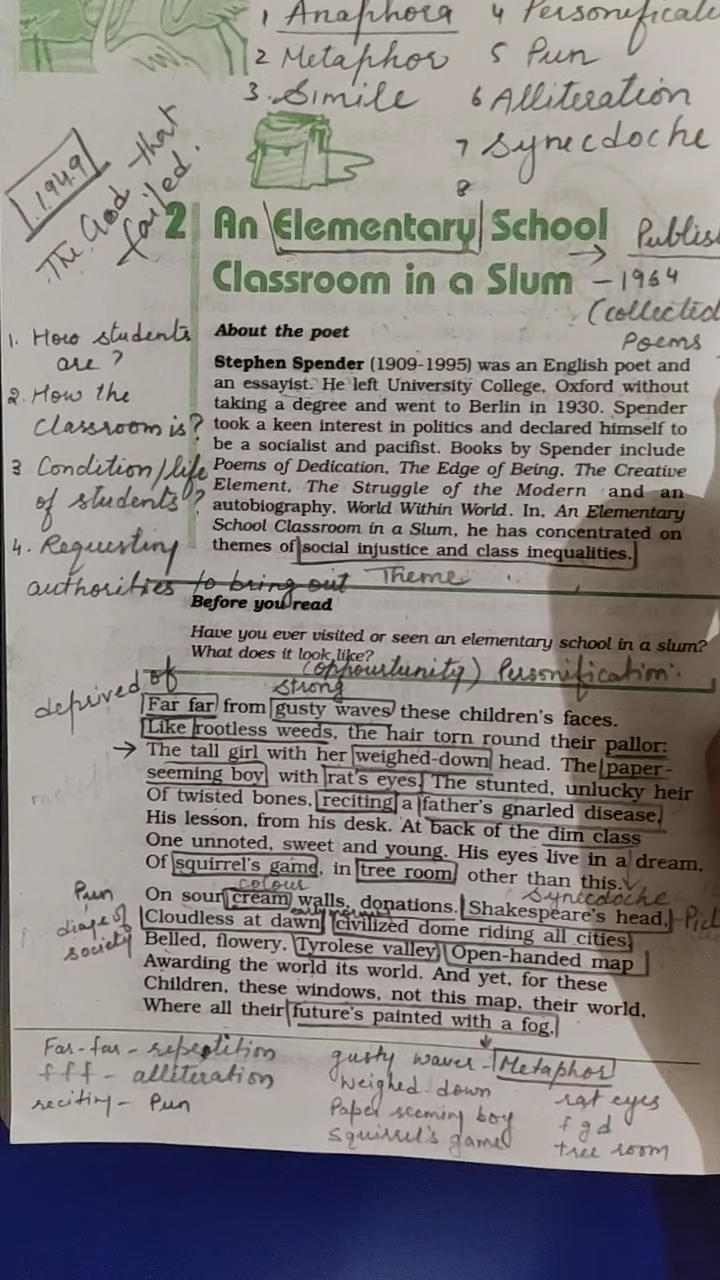 1 Anaphora 4 Personificati
2 Metaphor 5 Pun
3. Simile 6 Alliteration
7 Synecdoche
8
1949
The God that
failed.
2 An Elementary School
Classroom in a Slum
→ Publis
– 1964
(collected
Poems
1. How students
are?
2. How the
classroom is?
3 Condition/life
of students?
4. Requesting
authorities to bring out
About the poet
Stephen Spender (1909-1995) was an English poet and
an essayist. He left University College, Oxford without
taking a degree and went to Berlin in 1930. Spender
took a keen interest in politics and declared himself to
be a socialist and pacifist. Books by Spender include
Poems of Dedication, The Edge of Being, The Creative
Element, The Struggle of the Modern and an
autobiography, World Within World. In, An Elementary
School Classroom in a Slum, he has concentrated on
themes of social injustice and class inequalities.
Theme
Before you read
Have you ever visited or seen an elementary school in a slum?
What does it look like?
deprived of (oppourtunity) Personification
strong
Far far from gusty waves these children's faces.
Like rootless weeds, the hair torn round their pallor:
→ The tall girl with her weighed-down head. The paper-
seeming boy, with rat's eyes. The stunted, unlucky heir
Of twisted bones, reciting a father's gnarled disease,
His lesson, from his desk. At back of the dim class
One unnoted, sweet and young. His eyes live in a dream,
Of squirrel's game, in tree room, other than this.
colour synecdoche
On sour cream walls, donations. Shakespeare's head,
early morning
Cloudless at dawn, civilized dome riding all cities.
Belled, flowery, Tyrolese valley. Open-handed map
Awarding the world its world. And yet, for these
Children, these windows, not this map, their world,
Where all their future's painted with a fog,
Pun
society
Far-far – repetition
fff – alliteration
reciting – Pun
gusty waves – Metaphor
Weighed-down rat eyes
Paper seeming boy f g d
squirrel's game tree room